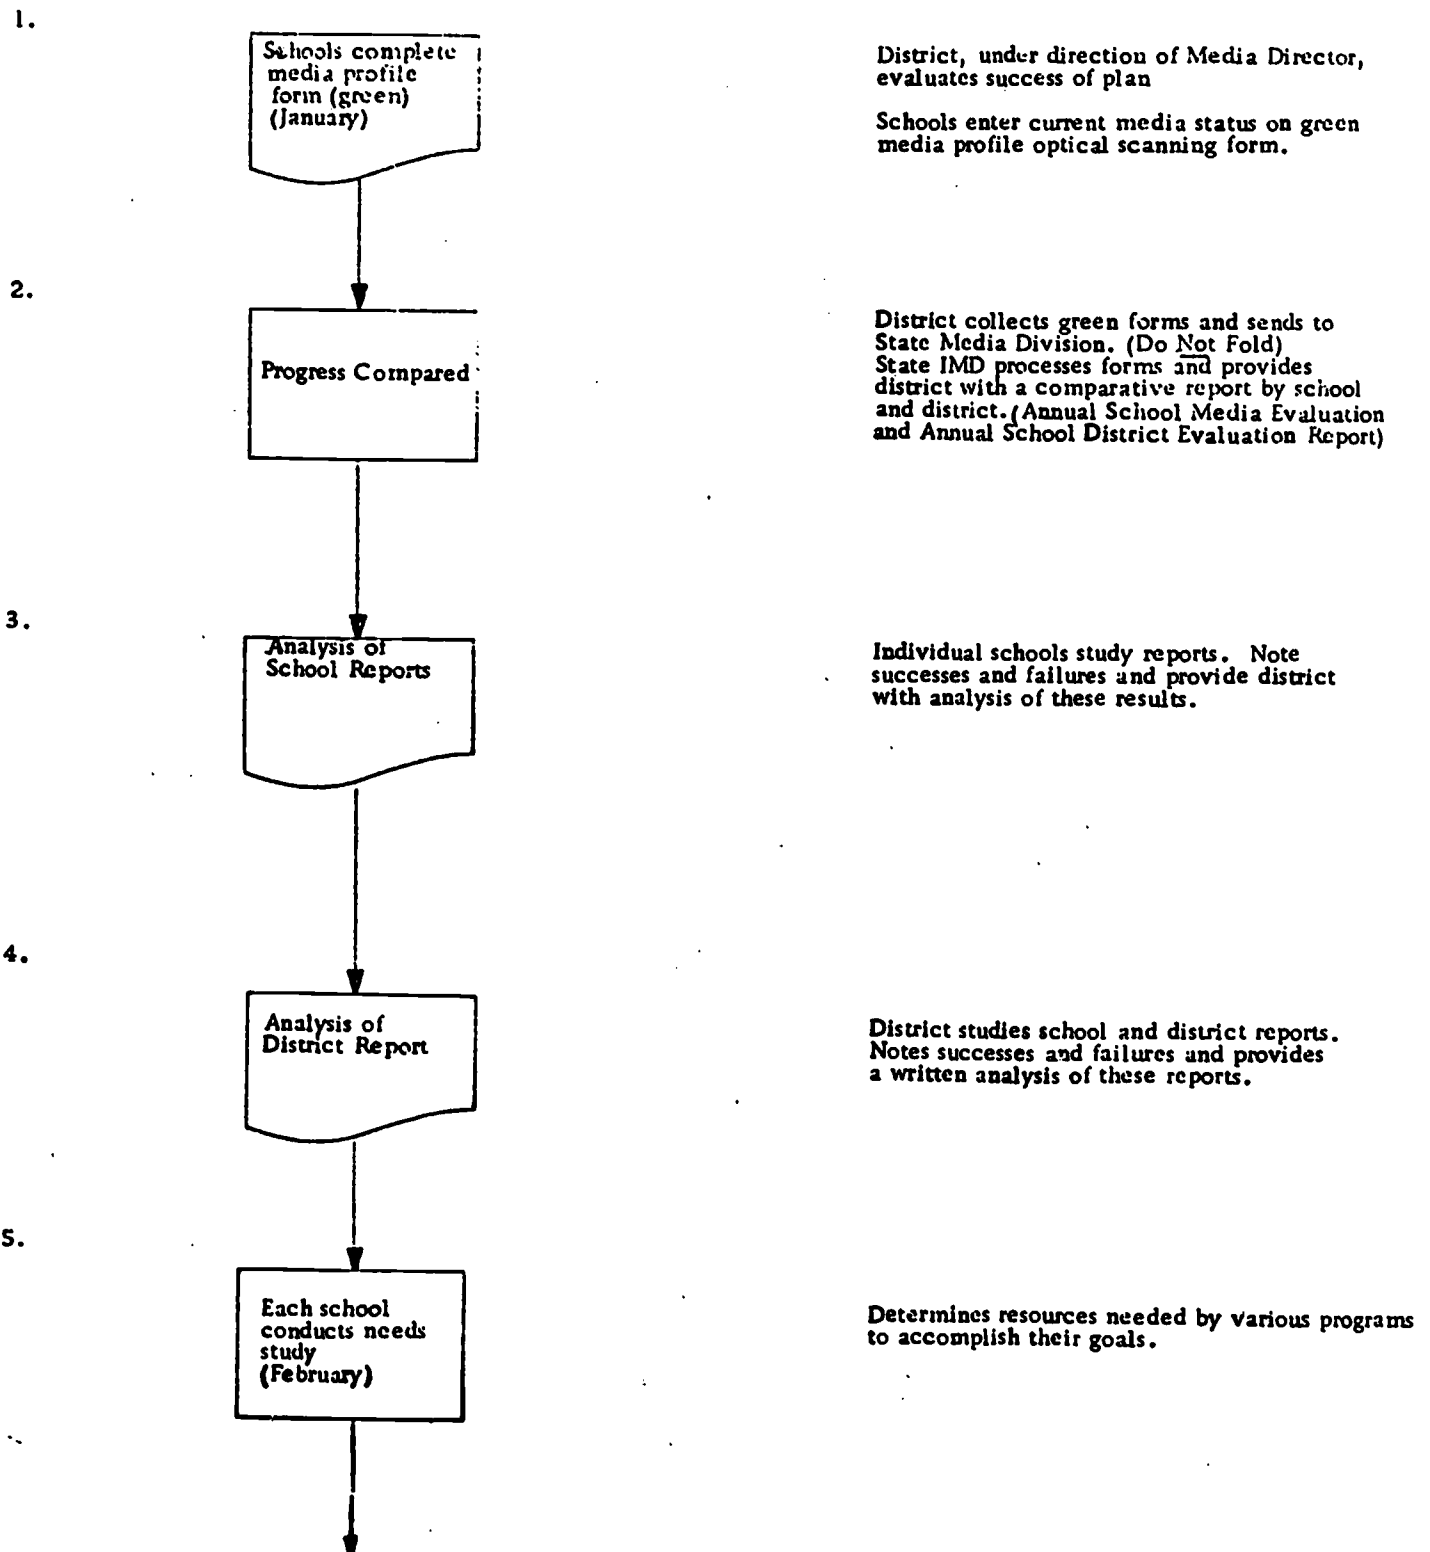 1.
Schools complete
media profile
form (green)
(January)
District, under direction of Media Director,
evaluates success of plan
Schools enter current media status on green
media profile optical scanning form.
2.
Progress Compared
District collects green forms and sends to
State Media Division. (Do Not Fold)
State IMD processes forms and provides
district with a comparative report by school
and district. (Annual School Media Evaluation
and Annual School District Evaluation Report)
3.
Analysis of
School Reports
Individual schools study reports. Note
successes and failures and provide district
with analysis of these results.
4.
Analysis of
District Report
District studies school and district reports.
Notes successes and failures and provides
a written analysis of these reports.
5.
Each school
conducts needs
study
(February)
Determines resources needed by various programs
to accomplish their goals.